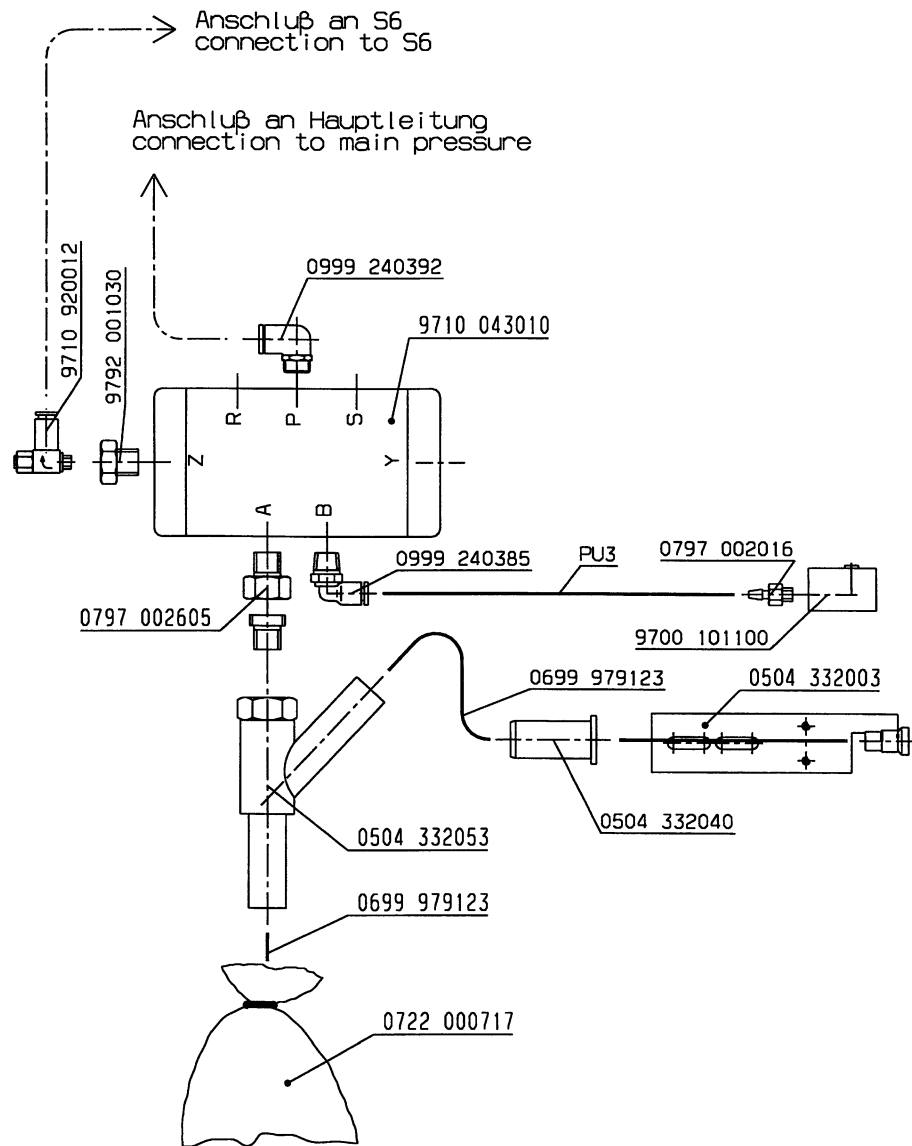 Anschluß an S6
connection to S6
Anschluß an Hauptleitung
connection to main pressure
9710 920012
9792 001030
0999 240392
9710 043010
R
P
S
Z
Y
A
B
0999 240385
PU3
0797 002016
0797 002605
9700 101100
0699 979123
0504 332003
0504 332040
0504 332053
0699 979123
0722 000717